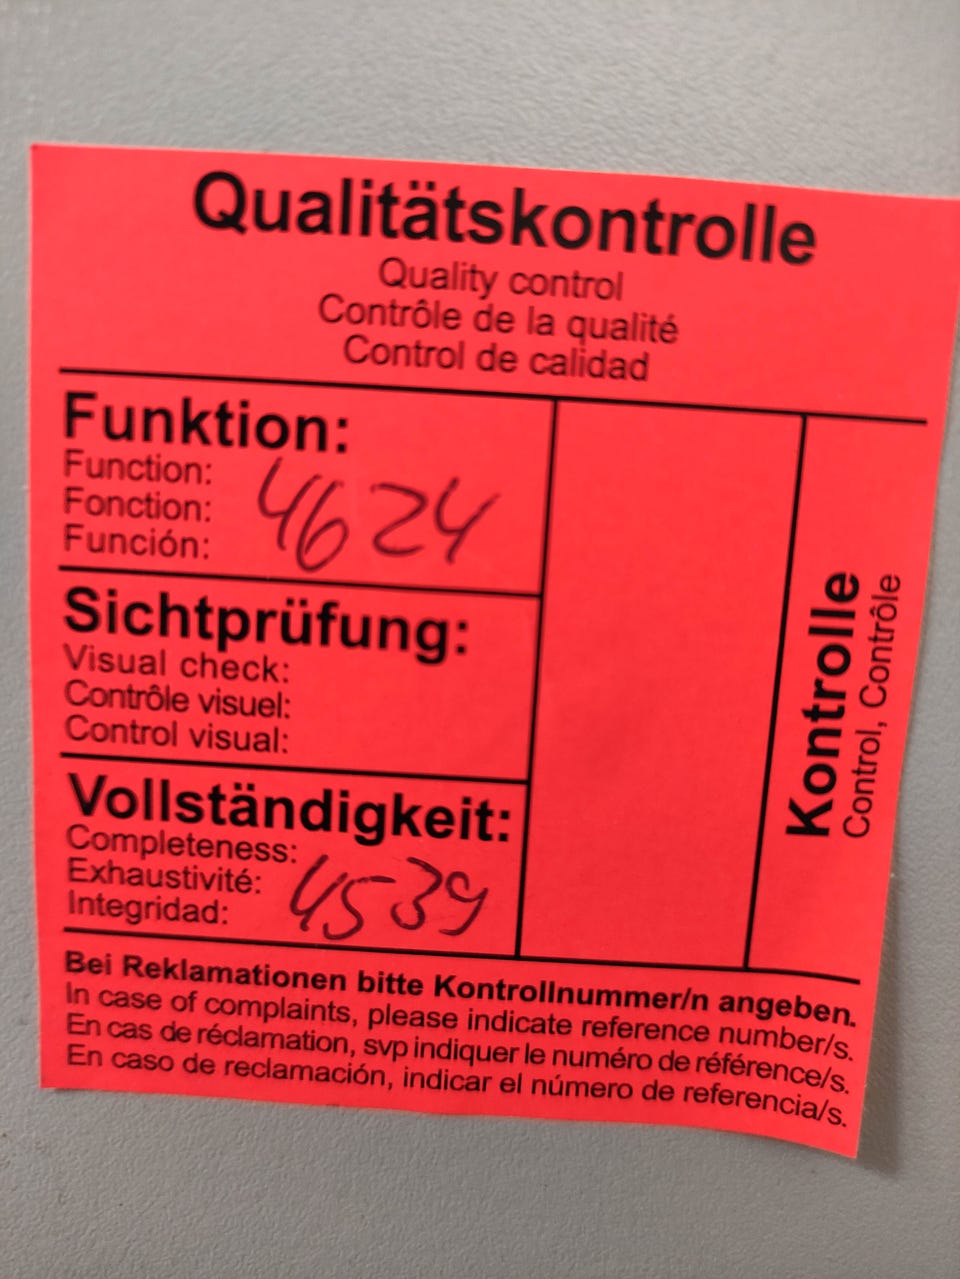 Qualitätskontrolle
Quality control
Contrôle de la qualité
Control de calidad
Funktion:
Function:
Fonction:
Función:
4624
Sichtprüfung:
Visual check:
Contrôle visuel:
Control visual:
Vollständigkeit:
Completeness:
Exhaustivité:
Integridad:
4539
Kontrolle
Control, Contrôle
Bei Reklamationen bitte Kontrollnummer/n angeben.
In case of complaints, please indicate reference number/s.
En cas de réclamation, svp indiquer le numéro de référence/s.
En caso de reclamación, indicar el número de referencia/s.